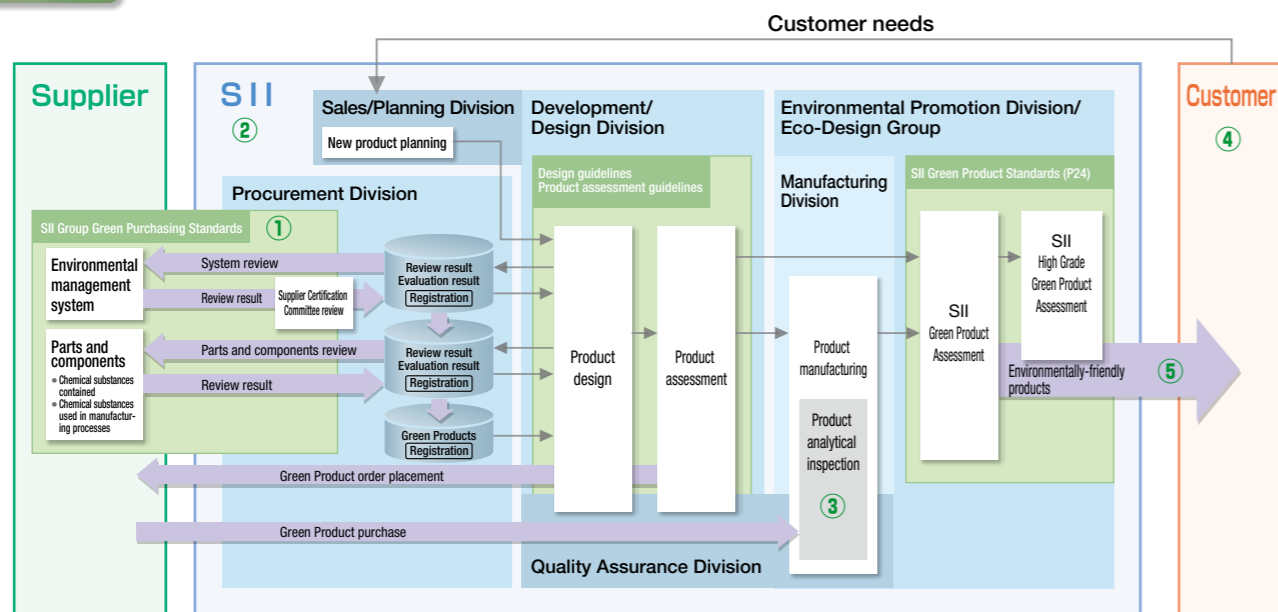 Customer needs
Supplier
SII
②
Sales/Planning Division
New product planning
Development/
Design Division
Environmental Promotion Division/
Eco-Design Group
Customer
④
Procurement Division
Design guidelines
Product assessment guidelines
Manufacturing
Division
SII Green Product Standards (P24)
SII Group Green Purchasing Standards
①
Environmental
management
system
System review
Review result
Supplier Certification
Committee review
Review result
Evaluation result
Registration
Parts and
components
● Chemical substances
contained
● Chemical substances
used in manufactur-
ing processes
Parts and components review
Review result
Review result
Evaluation result
Registration
Green Products
Registration
Product
design
Product
assessment
Product
manufacturing
Product
analytical
inspection
③
SII
Green Product
Assessment
SII
High Grade
Green Product
Assessment
Environmentally-friendly
products
⑤
Green Product order placement
Green Product purchase
Quality Assurance Division